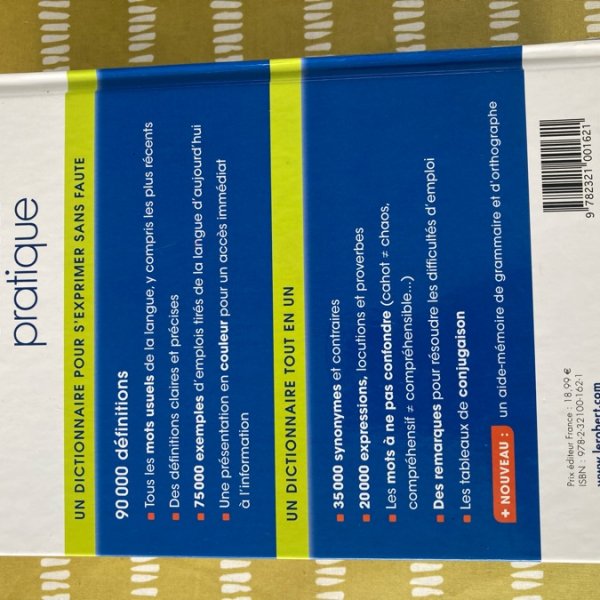 pratique
UN DICTIONNAIRE POUR S'EXPRIMER SANS FAUTE
90 000 définitions
Tous les mots usuels de la langue, y compris les plus récents
Des définitions claires et précises
75 000 exemples d'emplois tirés de la langue d'aujourd'hui
Une présentation en couleur pour un accès immédiat
à l'information
UN DICTIONNAIRE TOUT EN UN
35 000 synonymes et contraires
20 000 expressions, locutions et proverbes
Les mots à ne pas confondre (cahot ≠ chaos,
compréhensif ≠ compréhensible...)
Des remarques pour résoudre les difficultés d'emploi
Les tableaux de conjugaison
+ NOUVEAU : un aide-mémoire de grammaire et d'orthographe
Prix éditeur France : 18,99 €
ISBN : 978-2-32100-162-1
www.lerobert.com
9 782321 001621